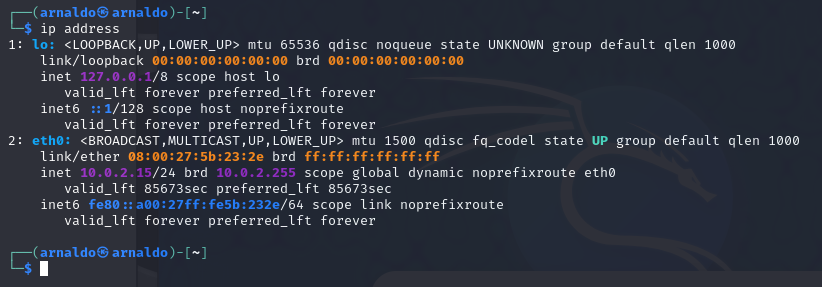 ┌──(arnaldo㉿arnaldo)-[~]
└─$ ip address
1: lo: <LOOPBACK,UP,LOWER_UP> mtu 65536 qdisc noqueue state UNKNOWN group default qlen 1000
    link/loopback 00:00:00:00:00:00 brd 00:00:00:00:00:00
    inet 127.0.0.1/8 scope host lo
       valid_lft forever preferred_lft forever
    inet6 ::1/128 scope host noprefixroute
       valid_lft forever preferred_lft forever
2: eth0: <BROADCAST,MULTICAST,UP,LOWER_UP> mtu 1500 qdisc fq_codel state UP group default qlen 1000
    link/ether 08:00:27:5b:23:2e brd ff:ff:ff:ff:ff:ff
    inet 10.0.2.15/24 brd 10.0.2.255 scope global dynamic noprefixroute eth0
       valid_lft 85673sec preferred_lft 85673sec
    inet6 fe80::a00:27ff:fe5b:232e/64 scope link noprefixroute
       valid_lft forever preferred_lft forever
┌──(arnaldo㉿arnaldo)-[~]
└─$